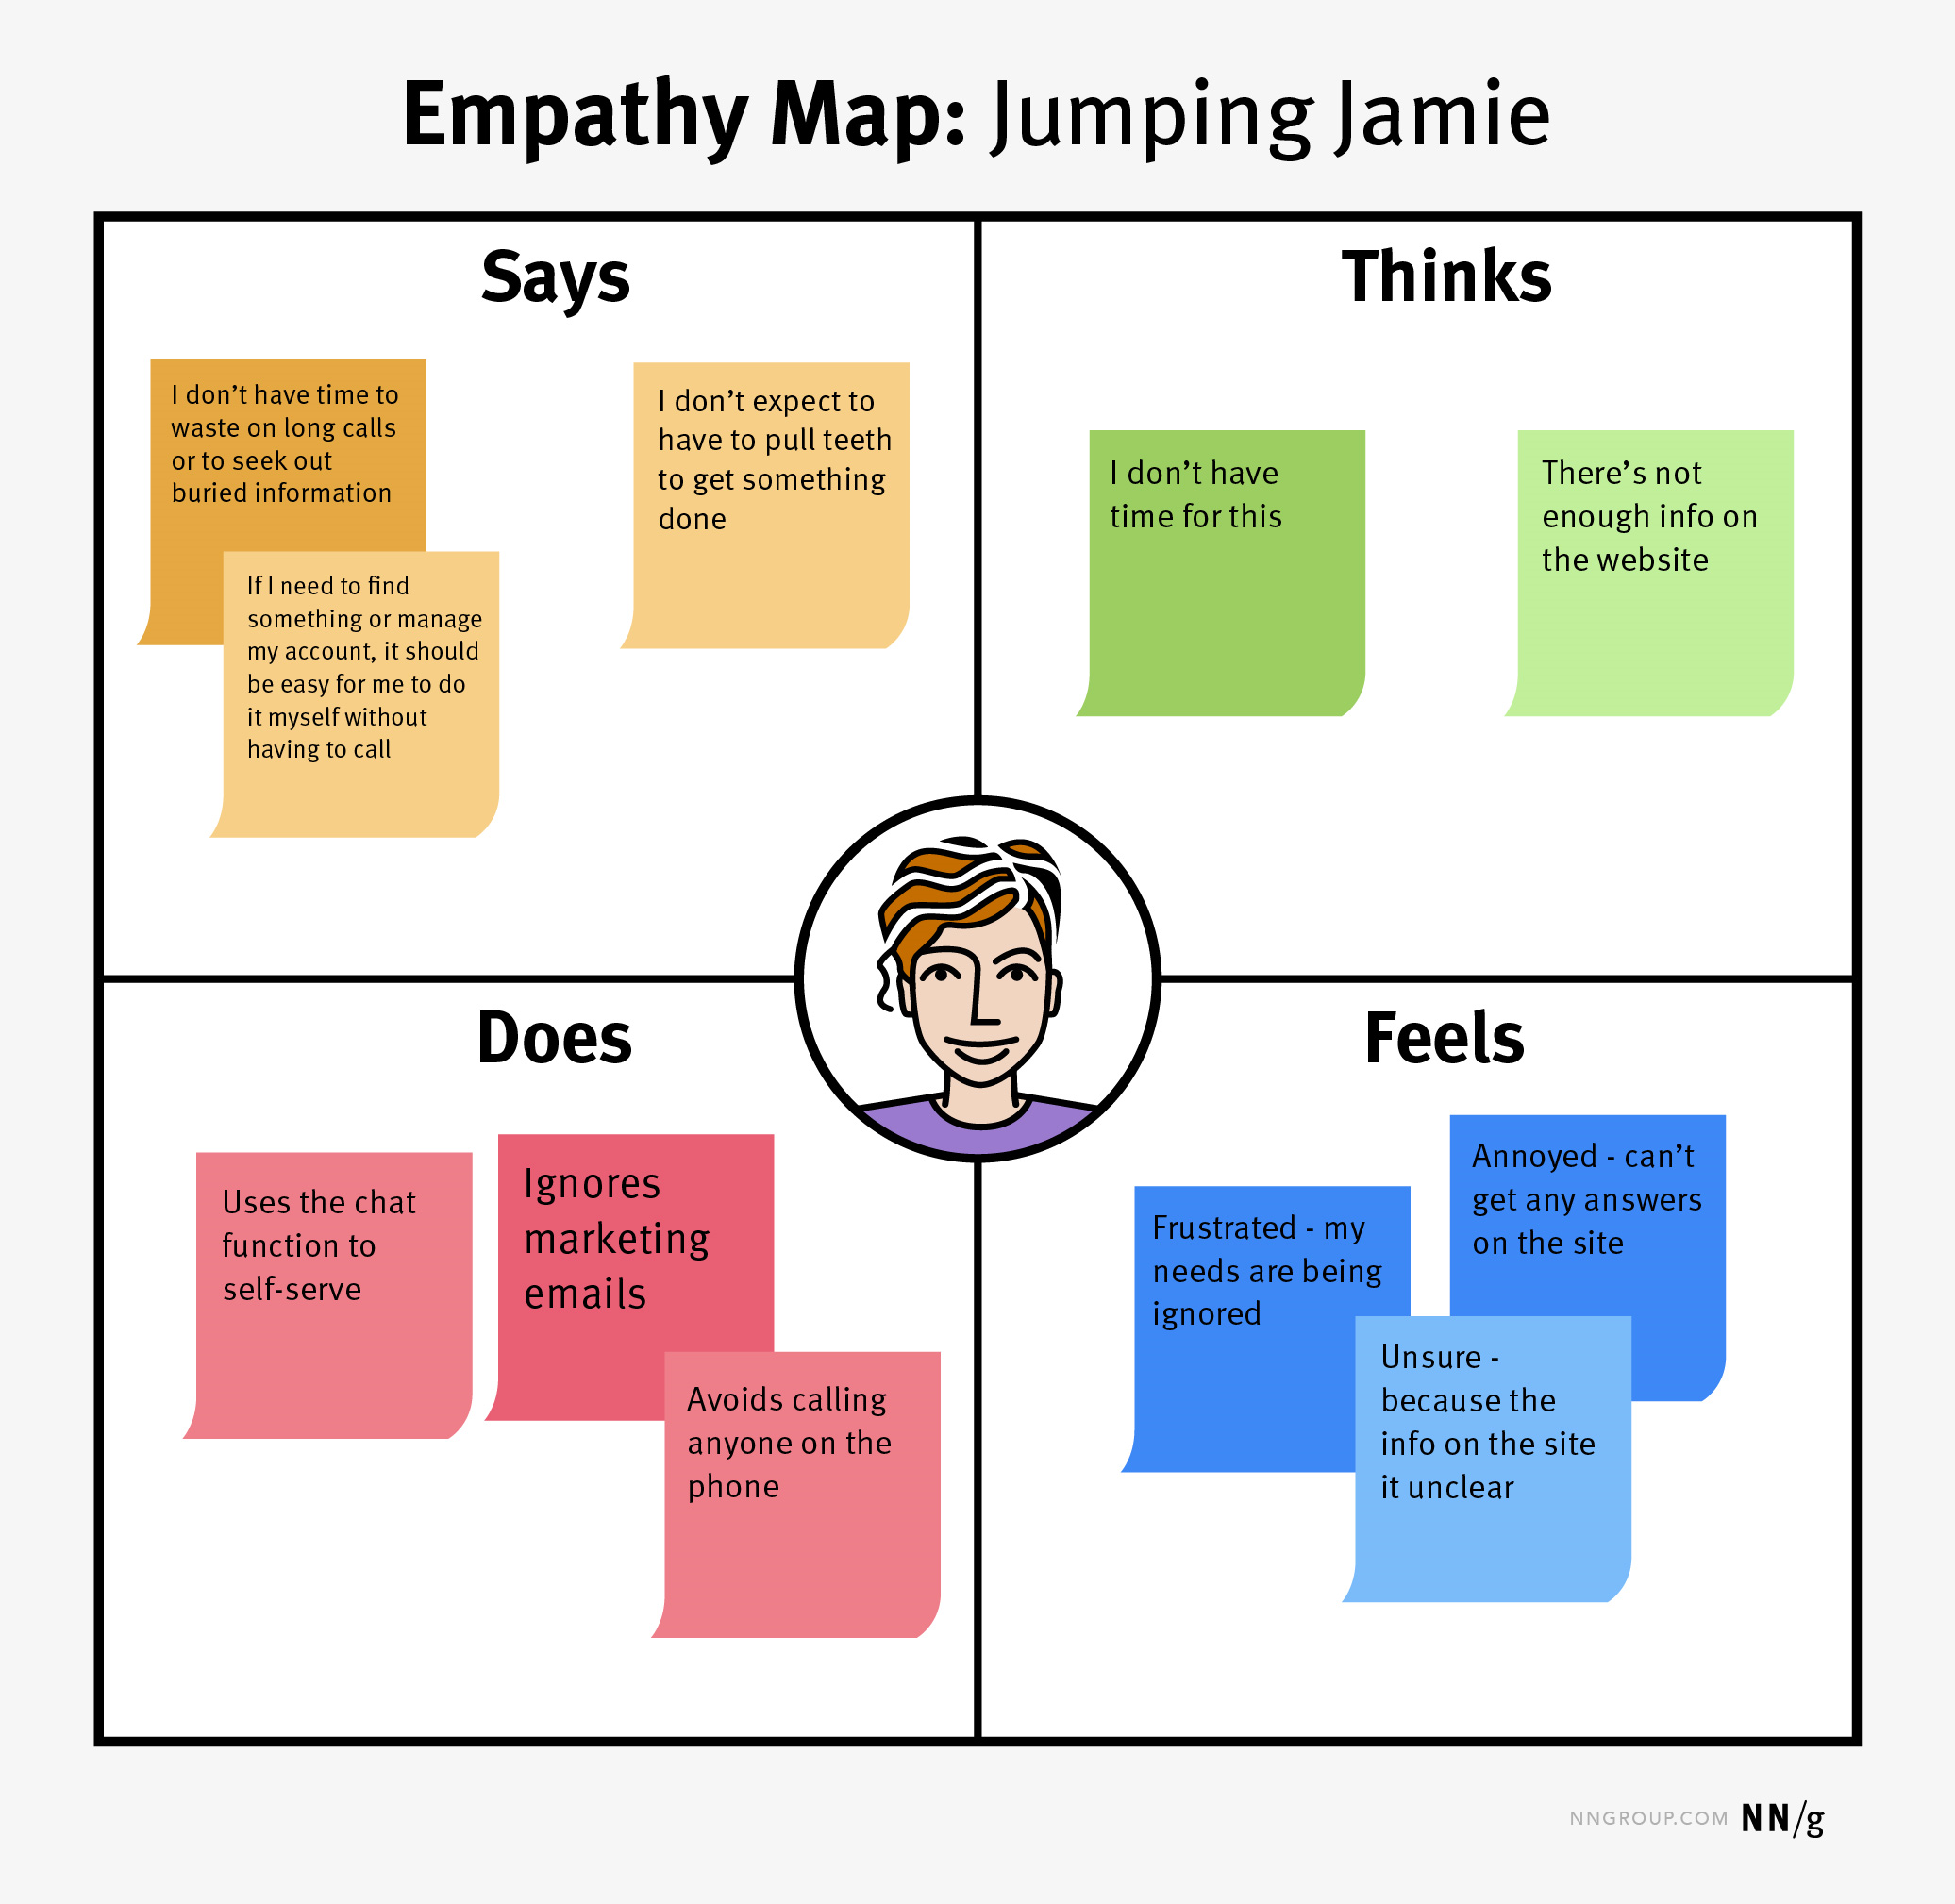 Empathy Map: Jumping Jamie
Says
I don’t have time to
waste on long calls
or to seek out
buried information
If I need to find
something or manage
my account, it should
be easy for me to do
it myself without
having to call
I don’t expect to
have to pull teeth
to get something
done
Thinks
I don’t have
time for this
There’s not
enough info on
the website
Does
Uses the chat
function to
self-serve
Ignores
marketing
emails
Avoids calling
anyone on the
phone
Feels
Frustrated - my
needs are being
ignored
Annoyed - can’t
get any answers
on the site
Unsure -
because the
info on the site
it unclear
NNGROUP.COM NN/g